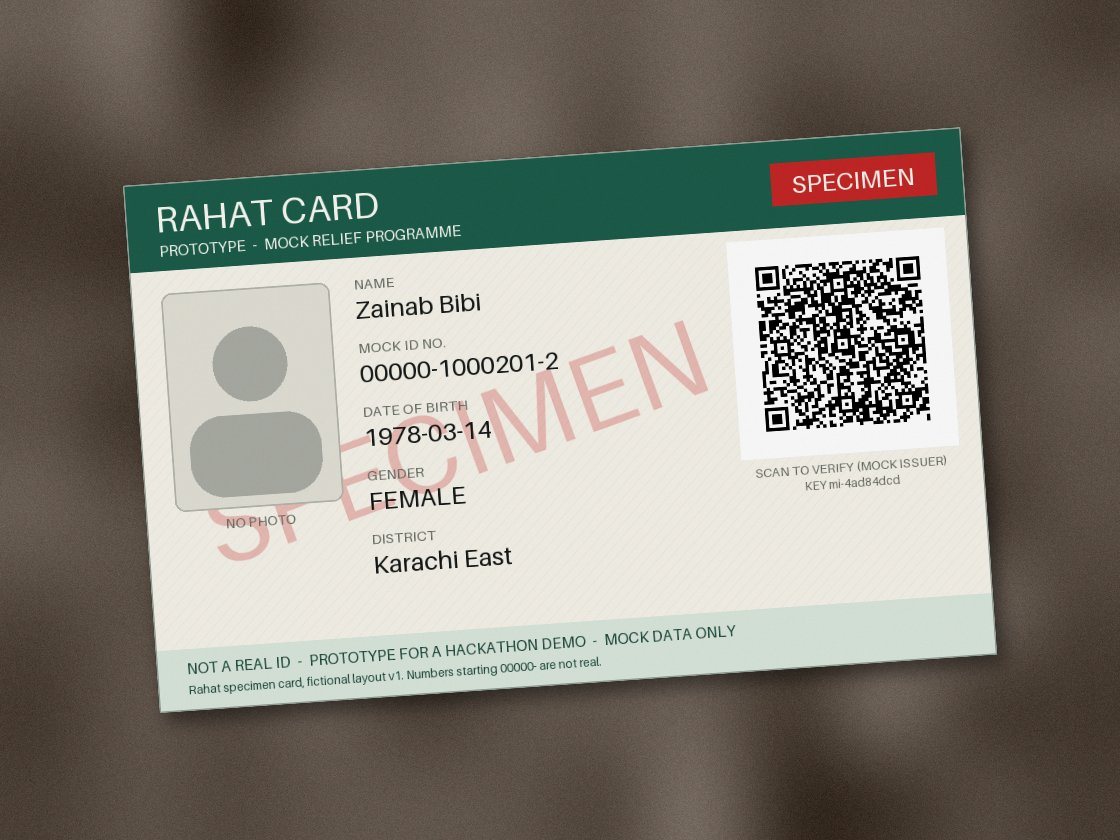 RAHAT CARD
PROTOTYPE - MOCK RELIEF PROGRAMME
SPECIMEN
NAME
Zainab Bibi
MOCK ID NO.
00000-1000201-2
DATE OF BIRTH
1978-03-14
GENDER
FEMALE
DISTRICT
Karachi East
NO PHOTO
SPECIMEN
SCAN TO VERIFY (MOCK ISSUER)
KEY mi-4ad84dcd
NOT A REAL ID - PROTOTYPE FOR A HACKATHON DEMO - MOCK DATA ONLY
Rahat specimen card, fictional layout v1. Numbers starting 00000- are not real.